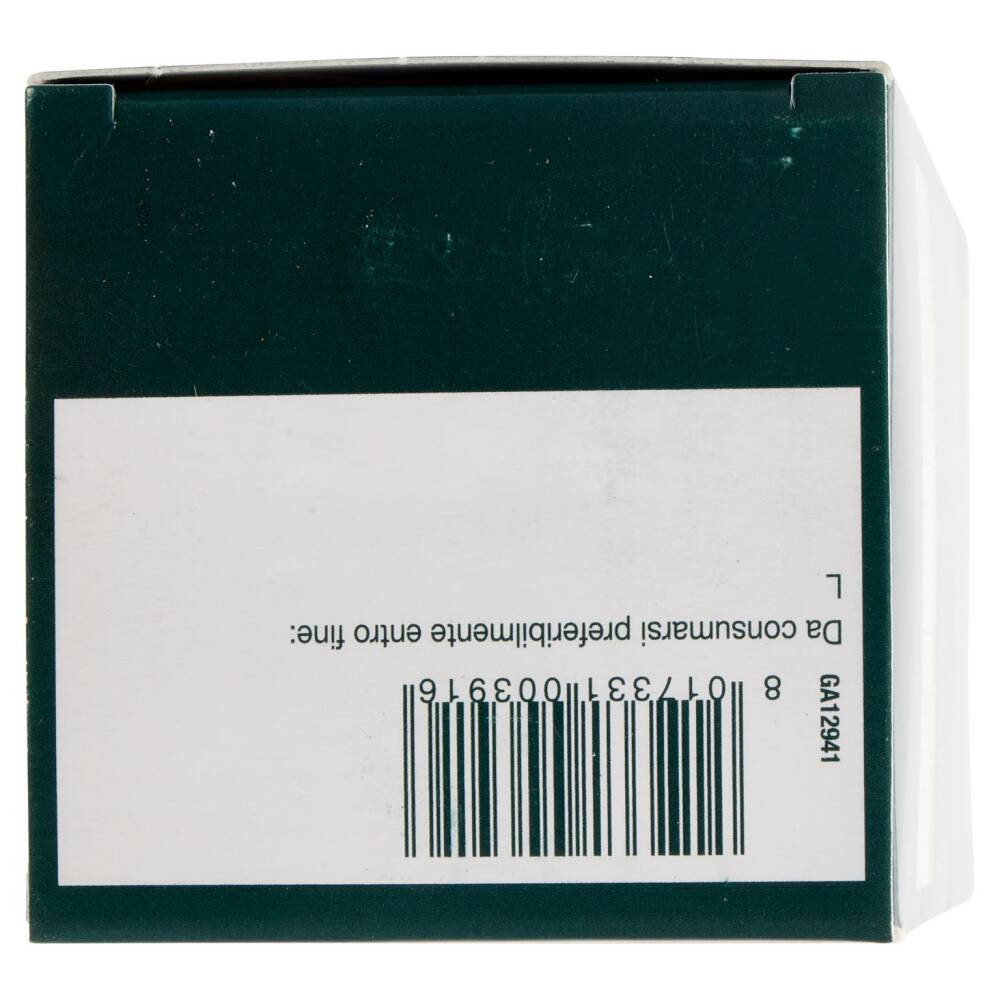 GA12941
8 017331 003916
Da consumarsi preferibilmente entro fine:
L